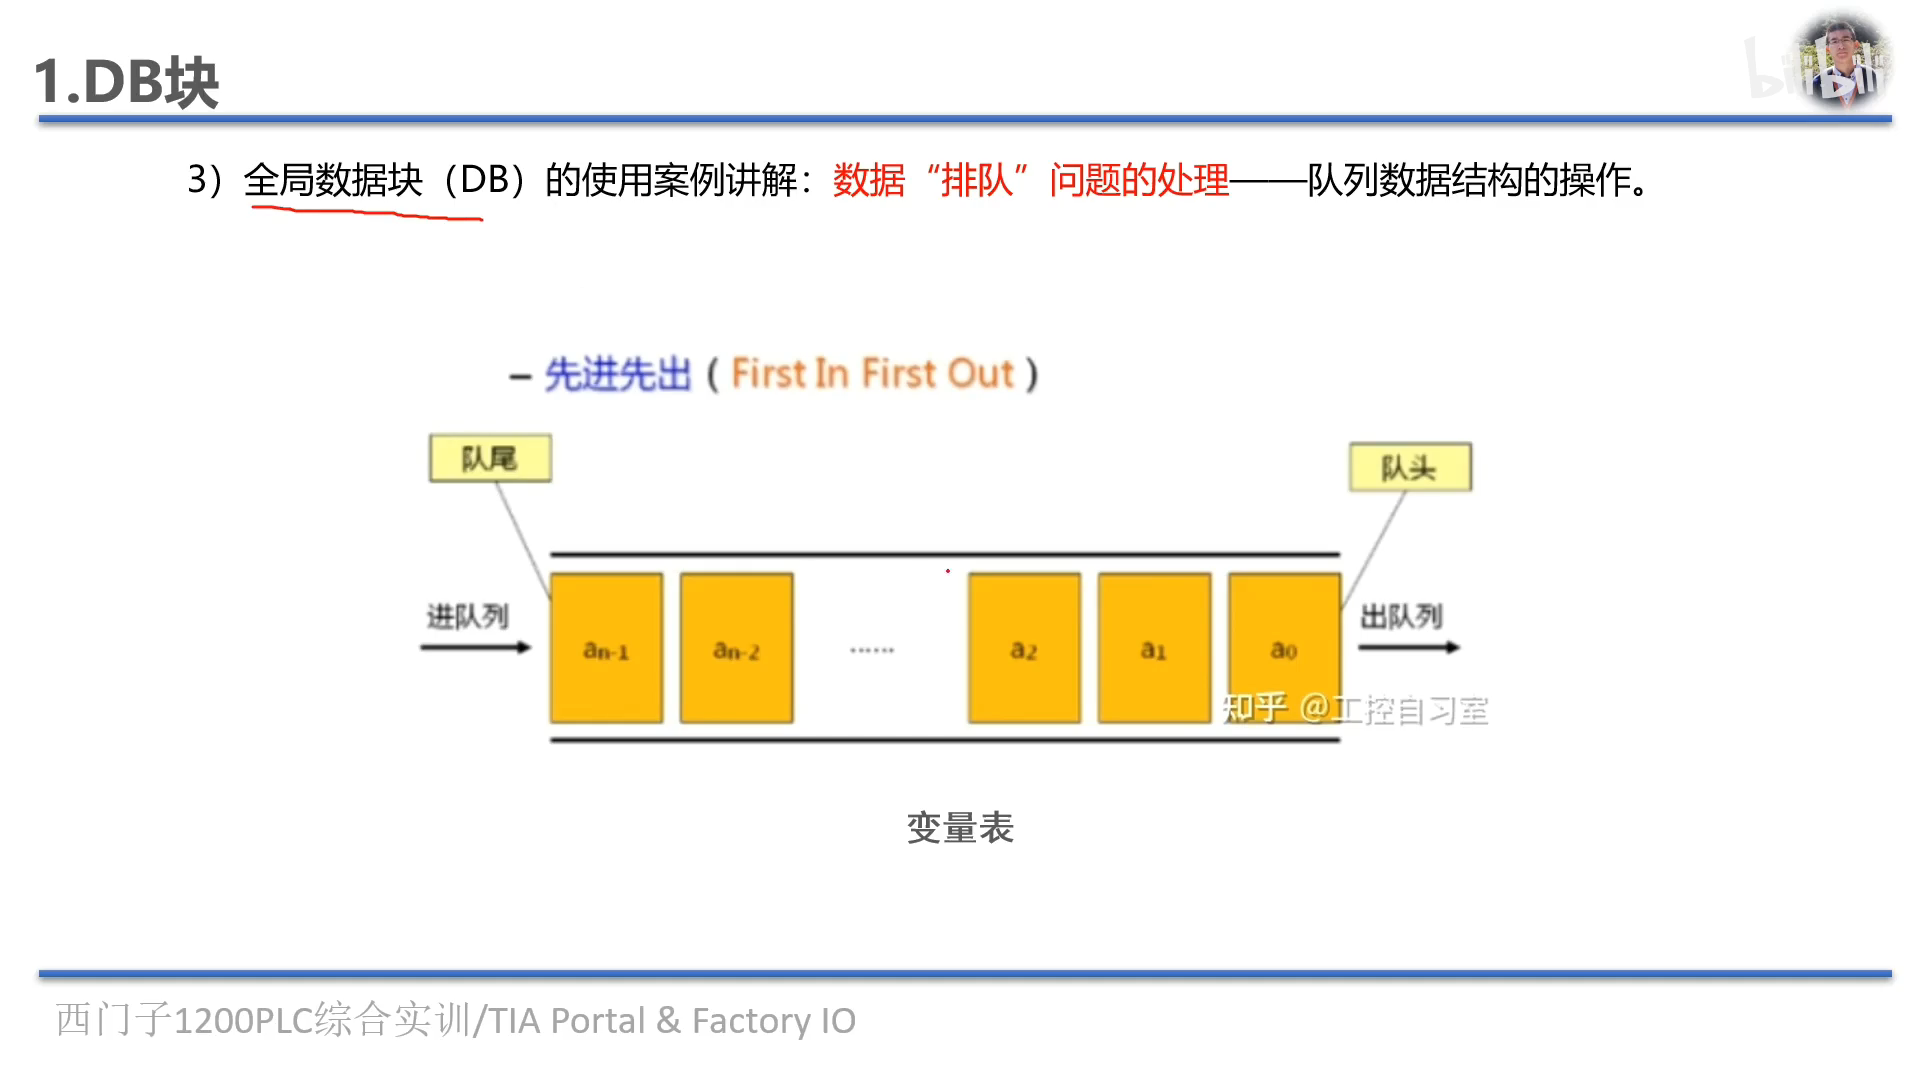 1.DB块
bilibili
3）全局数据块（DB）的使用案例讲解：数据“排队”问题的处理——队列数据结构的操作。
– 先进先出 ( First In First Out )
队尾
队头
进队列
出队列
an-1 an-2 ...... a2 a1 a0
知乎 @工控自习室
变量表
西门子1200PLC综合实训/TIA Portal & Factory IO